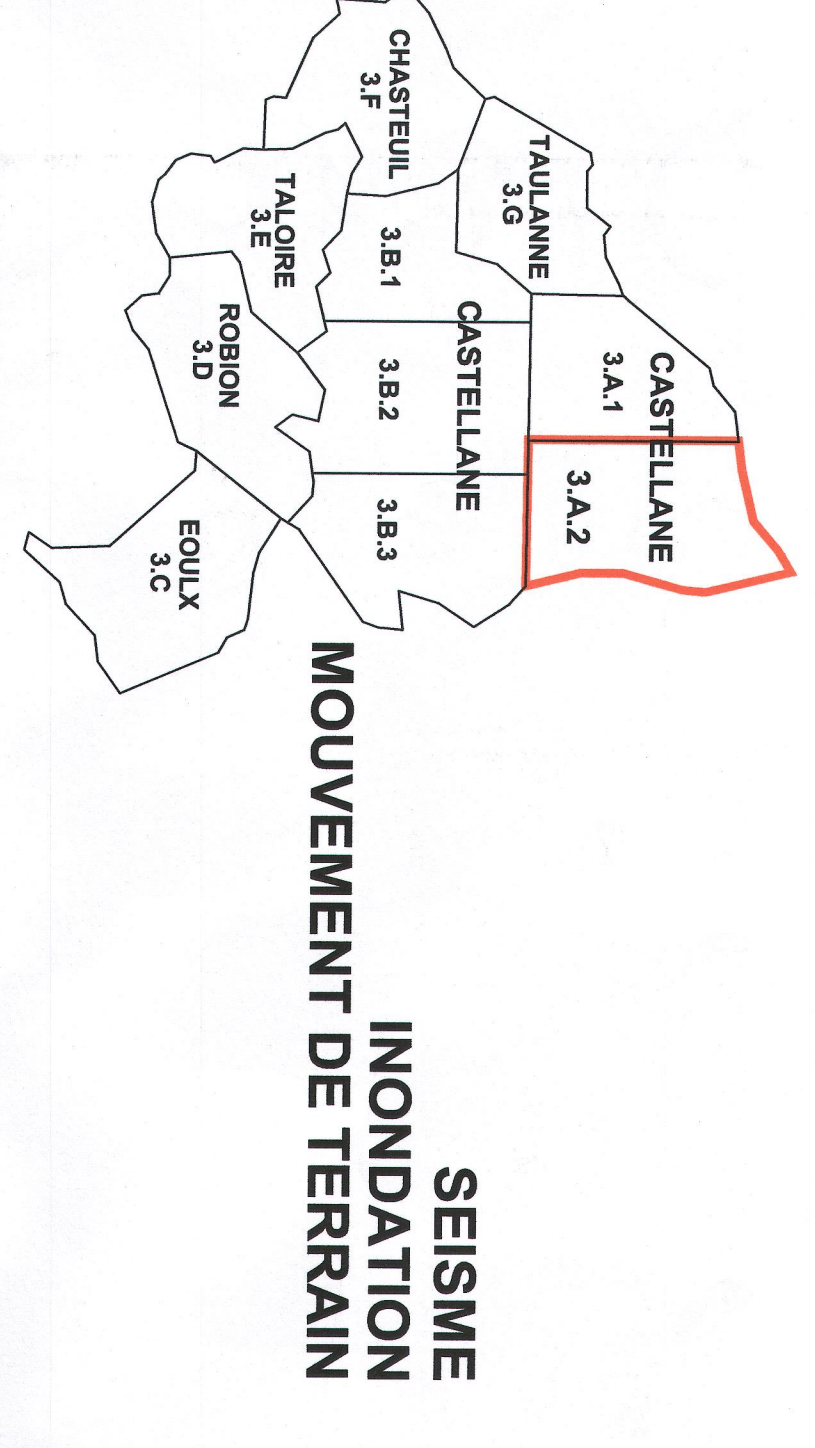 CASTELLANE
3.A.1
3.A.2
TAULANNE
3.G
CASTELLANE
3.B.1
3.B.2
3.B.3
CHASTEUIL
3.F
TALOIRE
3.E
ROBION
3.D
EOULX
3.C
SEISME
INONDATION
MOUVEMENT DE TERRAIN